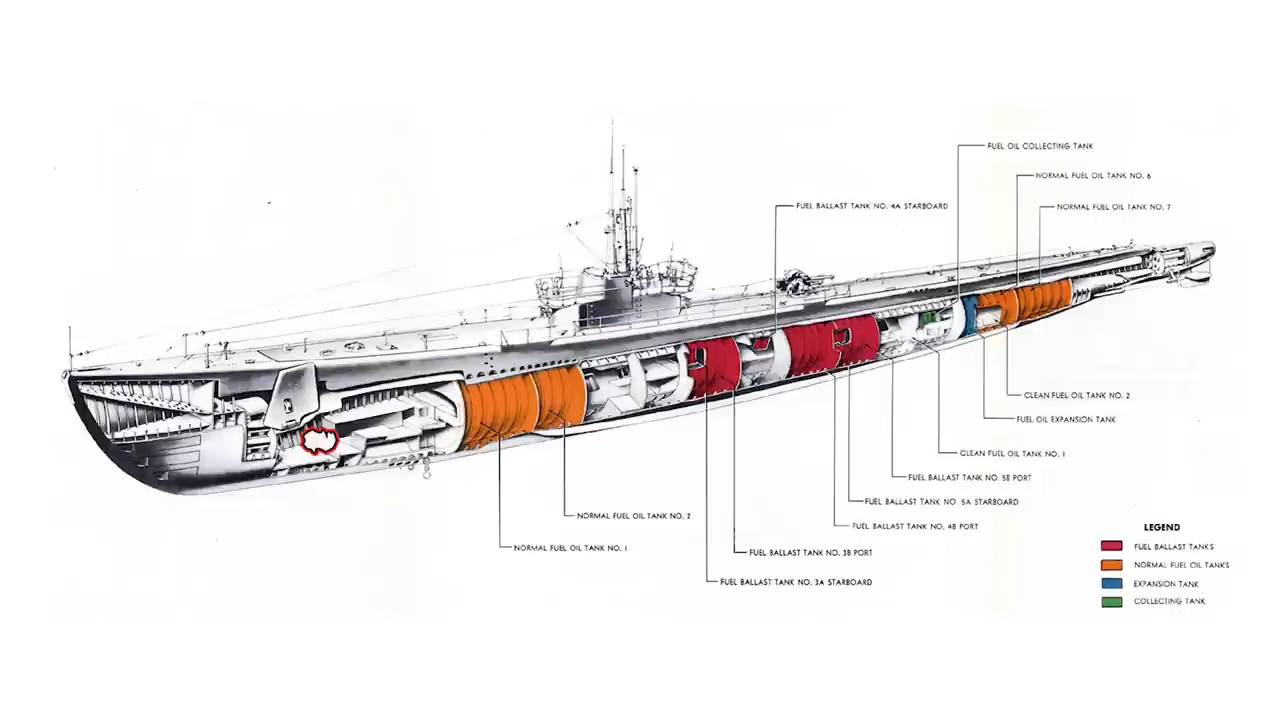 FUEL OIL COLLECTING TANK
NORMAL FUEL OIL TANK NO. 6
FUEL BALLAST TANK NO. 4A STARBOARD
NORMAL FUEL OIL TANK NO. 7
CLEAN FUEL OIL TANK NO. 2
FUEL OIL EXPANSION TANK
CLEAN FUEL OIL TANK NO. 1
FUEL BALLAST TANK NO. 5B PORT
FUEL BALLAST TANK NO 5A STARBOARD
NORMAL FUEL OIL TANK NO. 2
FUEL BALLAST TANK NO. 4B PORT
NORMAL FUEL OIL TANK NO. 1
FUEL BALLAST TANK NO. 3B PORT
FUEL BALLAST TANK NO. 3A STARBOARD
LEGEND
FUEL BALLAST TANKS
NORMAL FUEL OIL TANKS
EXPANSION TANK
COLLECTING TANK